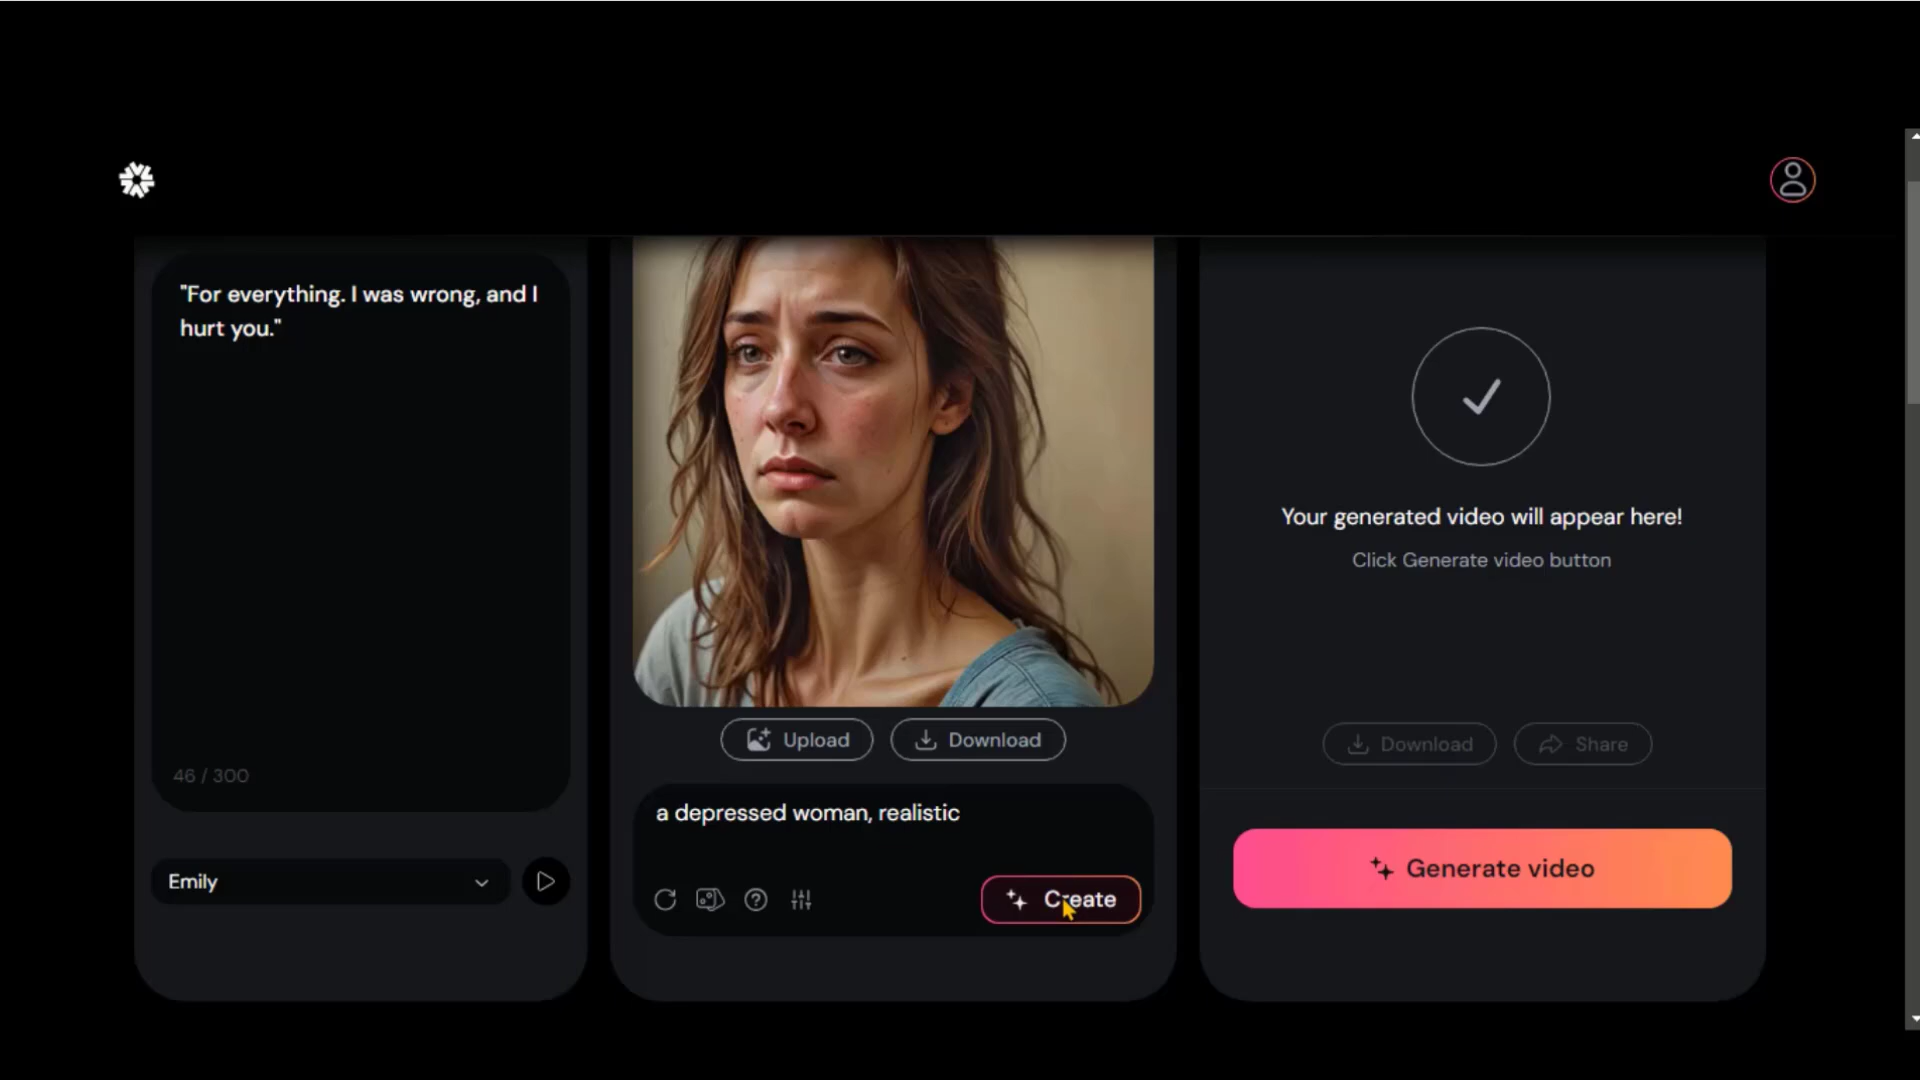 "For everything. I was wrong, and I
hurt you."
46 / 300
Emily
Upload
Download
a depressed woman, realistic
Create
Your generated video will appear here!
Click Generate video button
Download
Share
Generate video